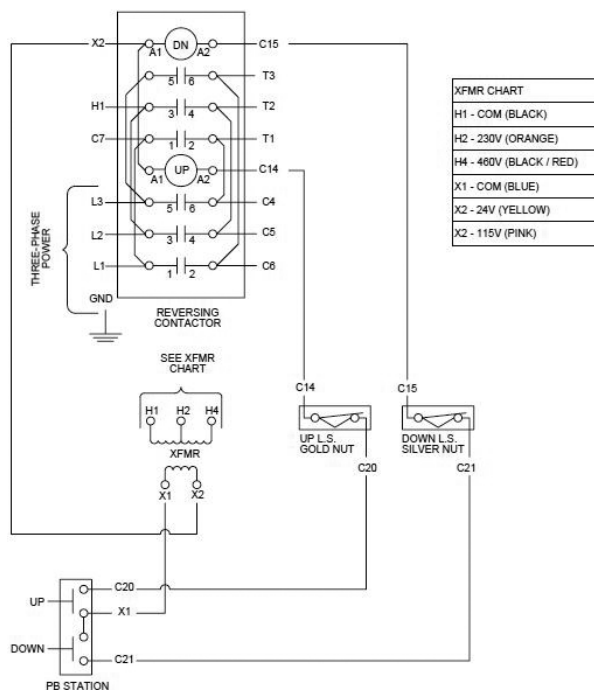 X2
A1
DN
A2
C15
5
6
T3
H1
3
4
T2
C7
1
2
T1
A1
UP
A2
C14
L3
5
6
C4
L2
3
4
C5
L1
1
2
C6
THREE-PHASE
POWER
GND
REVERSING
CONTACTOR
XFMR CHART
H1 - COM (BLACK)
H2 - 230V (ORANGE)
H4 - 460V (BLACK / RED)
X1 - COM (BLUE)
X2 - 24V (YELLOW)
X2 - 115V (PINK)
SEE XFMR
CHART
H1
H2
H4
XFMR
X1
X2
C14
UP L.S.
GOLD NUT
C20
C15
DOWN L.S.
SILVER NUT
C21
UP
C20
X1
DOWN
C21
PB STATION